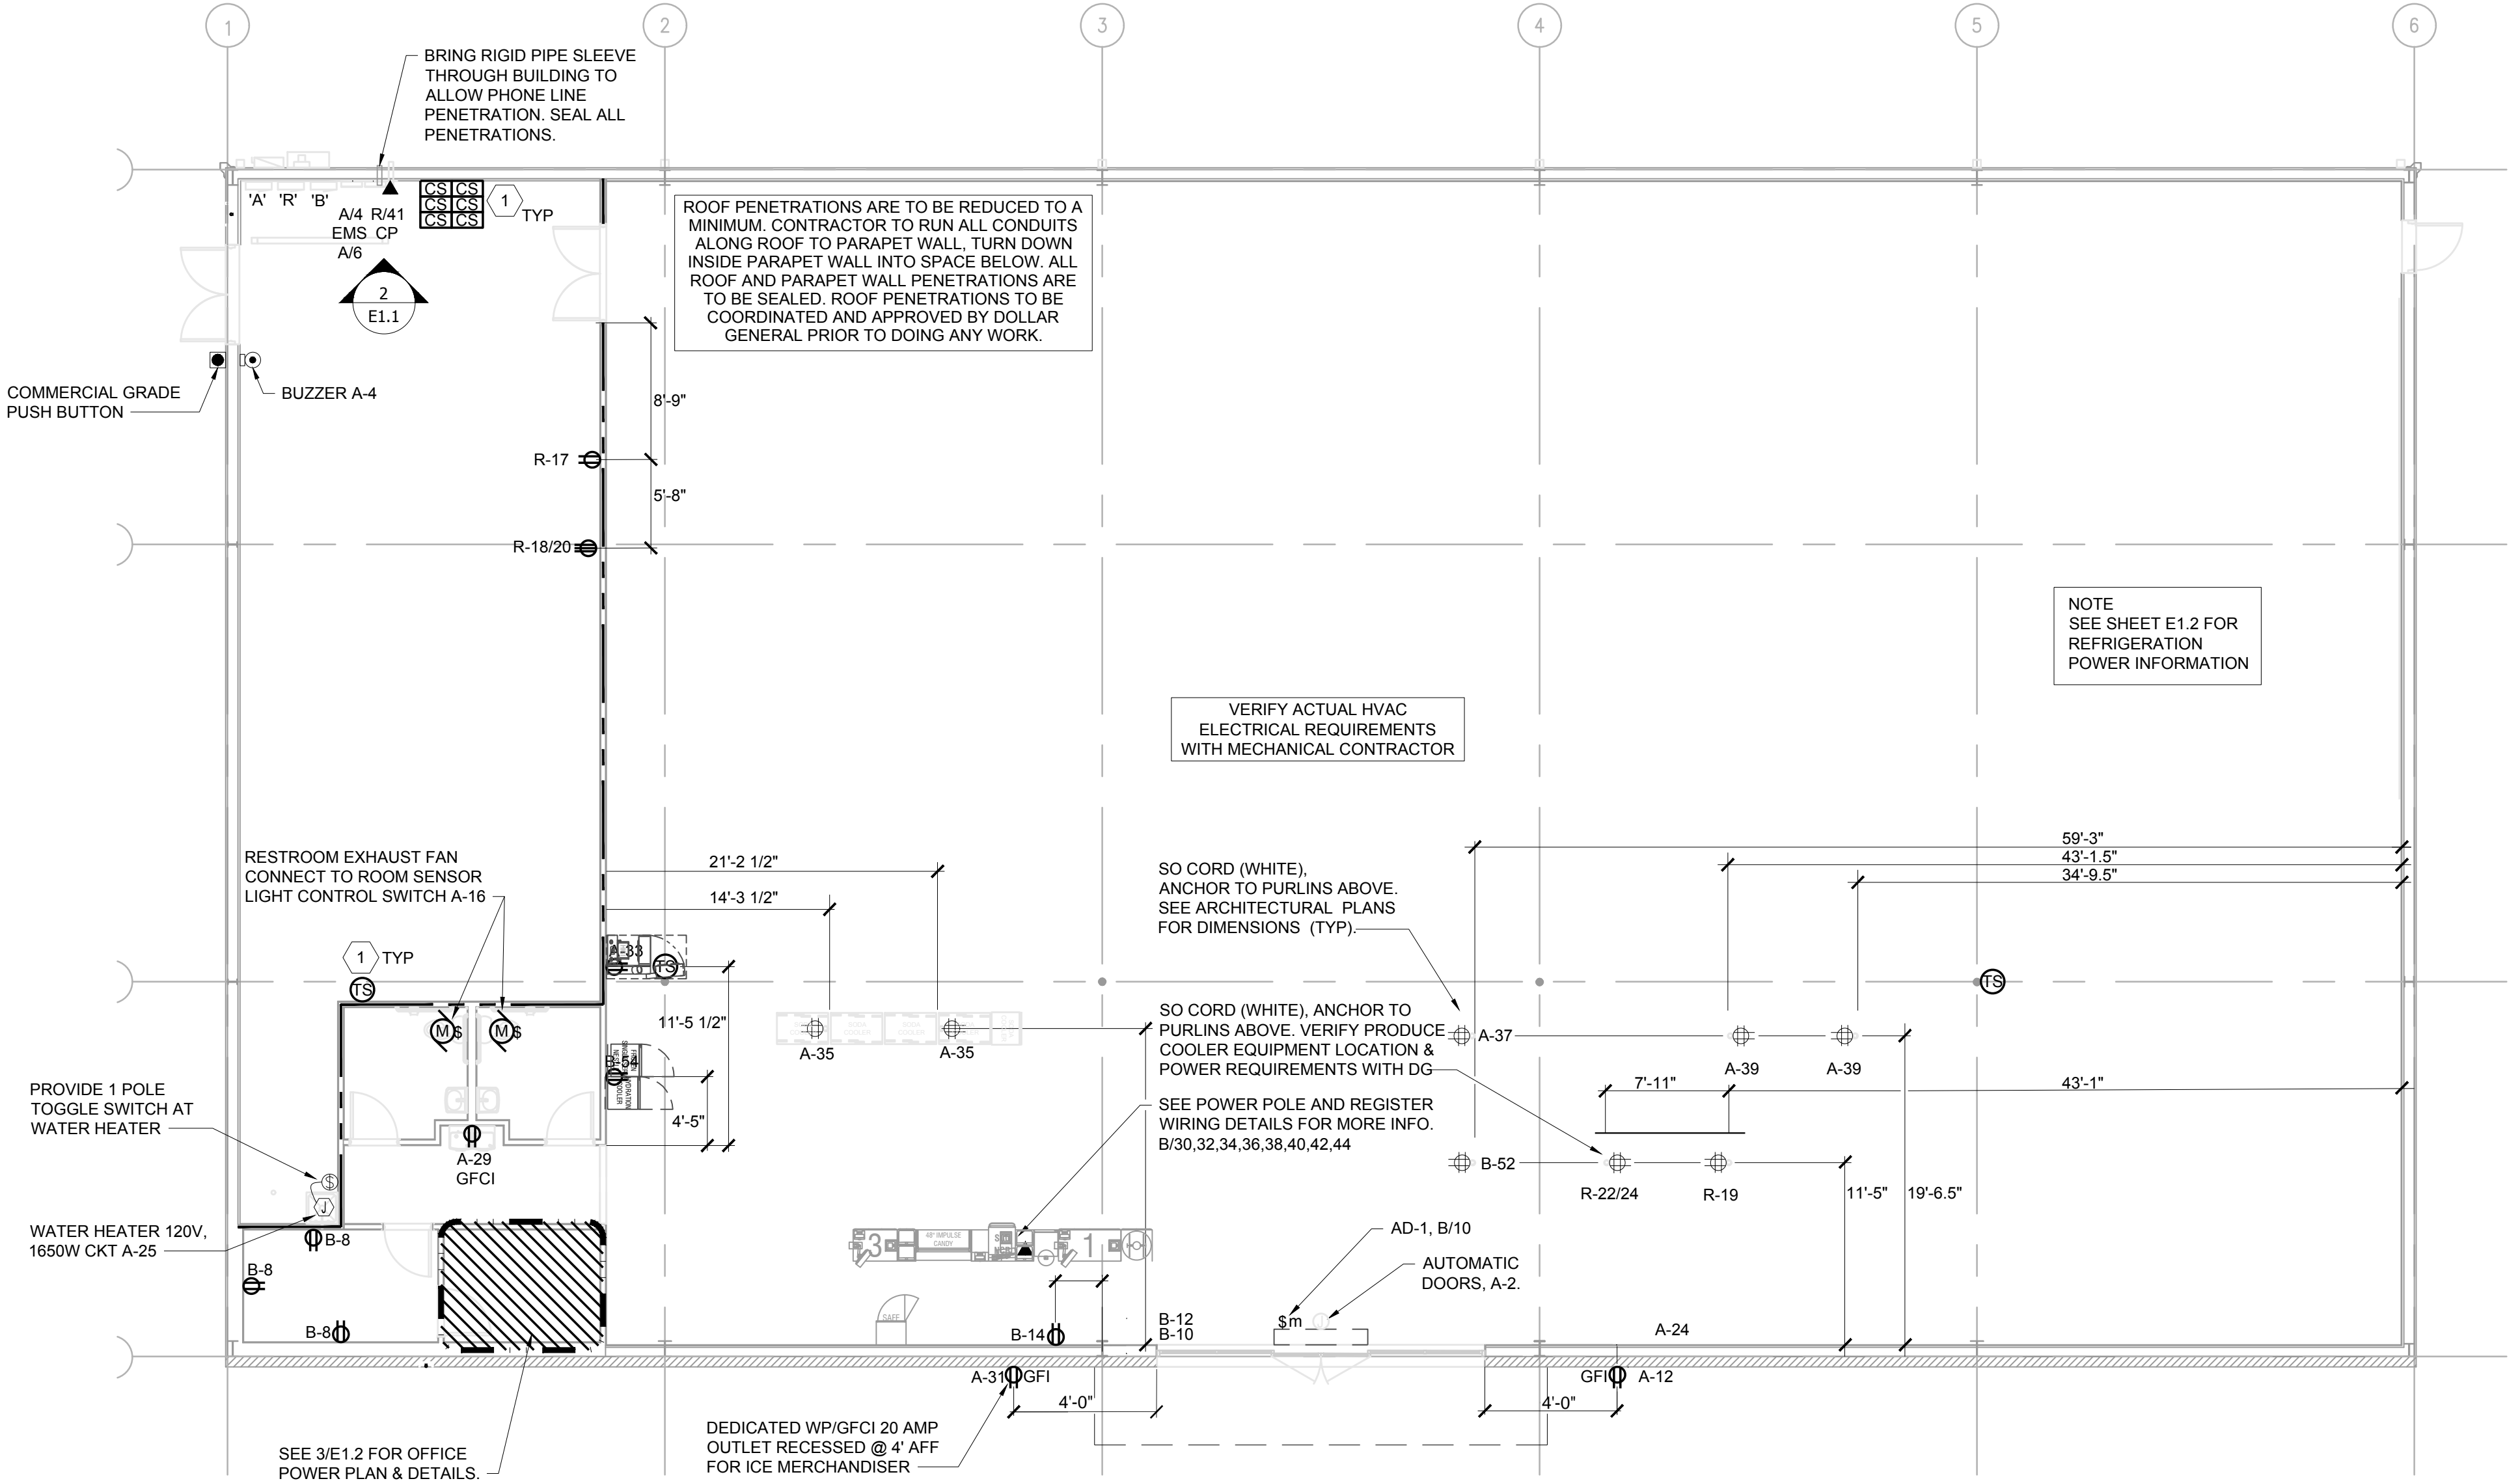 1
2
3
4
5
6
BRING RIGID PIPE SLEEVE
THROUGH BUILDING TO
ALLOW PHONE LINE
PENETRATION. SEAL ALL
PENETRATIONS.
'A' 'R' 'B'
A/4 R/41
EMS CP
A/6
CS CS
CS CS
CS CS
1
TYP
2
E1.1
ROOF PENETRATIONS ARE TO BE REDUCED TO A
MINIMUM. CONTRACTOR TO RUN ALL CONDUITS
ALONG ROOF TO PARAPET WALL, TURN DOWN
INSIDE PARAPET WALL INTO SPACE BELOW. ALL
ROOF AND PARAPET WALL PENETRATIONS ARE
TO BE SEALED. ROOF PENETRATIONS TO BE
COORDINATED AND APPROVED BY DOLLAR
GENERAL PRIOR TO DOING ANY WORK.
COMMERCIAL GRADE
PUSH BUTTON
BUZZER A-4
8'-9"
R-17
5'-8"
R-18/20
NOTE
SEE SHEET E1.2 FOR
REFRIGERATION
POWER INFORMATION
VERIFY ACTUAL HVAC
ELECTRICAL REQUIREMENTS
WITH MECHANICAL CONTRACTOR
RESTROOM EXHAUST FAN
CONNECT TO ROOM SENSOR
LIGHT CONTROL SWITCH A-16
21'-2 1/2"
14'-3 1/2"
SO CORD (WHITE),
ANCHOR TO PURLINS ABOVE.
SEE ARCHITECTURAL PLANS
FOR DIMENSIONS (TYP).
59'-3"
43'-1.5"
34'-9.5"
1
TYP
TS
A-33
TS
TS
M$
M$
11'-5 1/2"
SODA COOLER
SODA COOLER
A-35
A-35
SO CORD (WHITE), ANCHOR TO
PURLINS ABOVE. VERIFY PRODUCE
COOLER EQUIPMENT LOCATION &
POWER REQUIREMENTS WITH DG
A-37
A-39
A-39
B-54
7'-11"
43'-1"
PROVIDE 1 POLE
TOGGLE SWITCH AT
WATER HEATER
4'-5"
SEE POWER POLE AND REGISTER
WIRING DETAILS FOR MORE INFO.
B/30,32,34,36,38,40,42,44
A-29
GFCI
B-52
R-22/24
R-19
11'-5"
19'-6.5"
$
J
WATER HEATER 120V,
1650W CKT A-25
B-8
B-8
B-8
3
48" IMPULSE
CANDY
1
AD-1, B/10
AUTOMATIC
DOORS, A-2.
SAFE
B-14
B-12
B-10
$m
J
A-24
A-31
GFI
GFI
A-12
4'-0"
4'-0"
DEDICATED WP/GFCI 20 AMP
OUTLET RECESSED @ 4' AFF
FOR ICE MERCHANDISER
SEE 3/E1.2 FOR OFFICE
POWER PLAN & DETAILS.